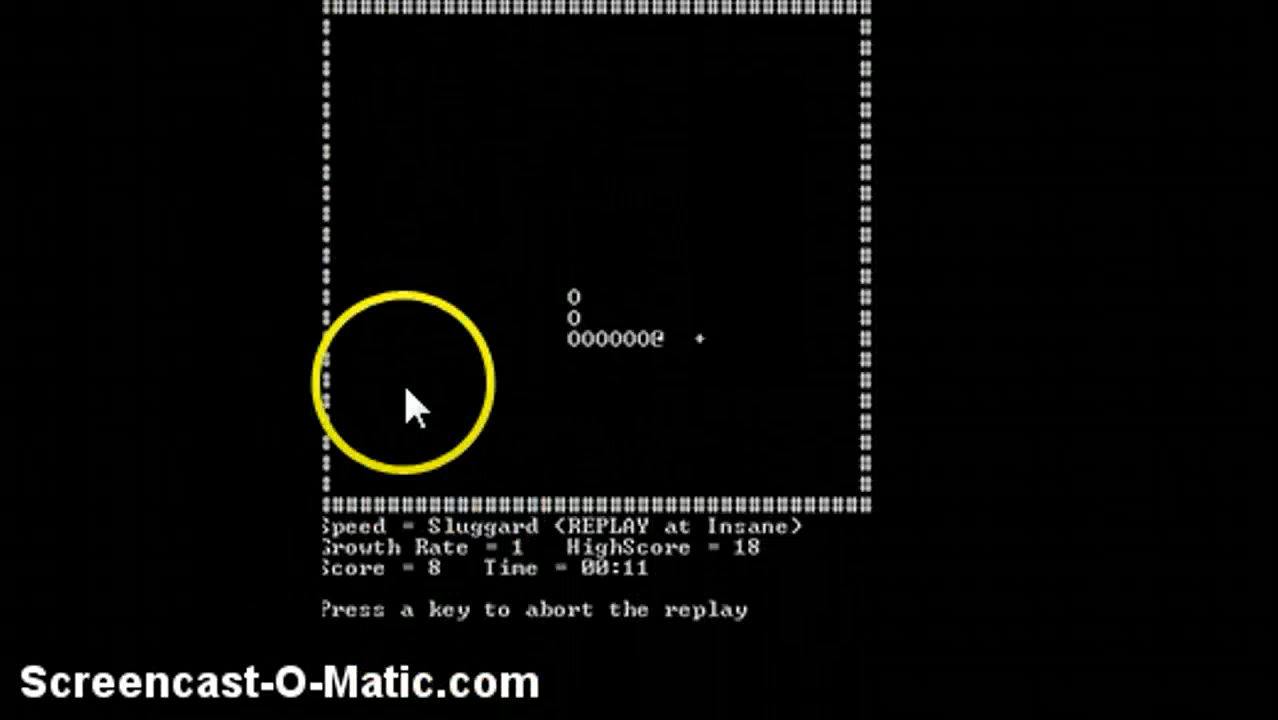 O
O
OOOOOO@ +
Speed = Sluggard (REPLAY at Insane)
Growth Rate = 1 HighScore = 18
Score = 8 Time = 00:11
Press a key to abort the replay
Screencast-O-Matic.com